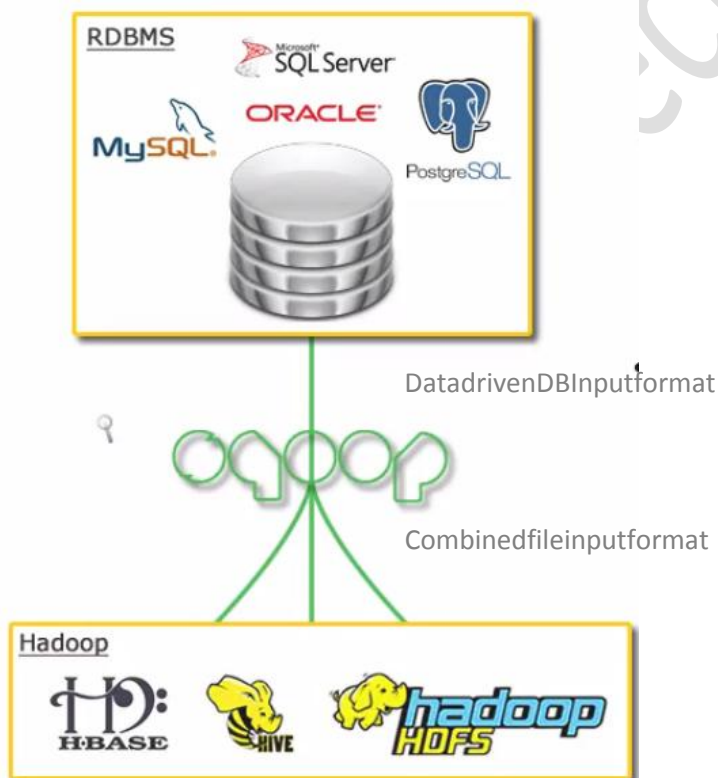 RDBMS
Microsoft
SQL Server
ORACLE
MySQL
PostgreSQL
DatadrivenDBInputformat
sqoop
Combinedfileinputformat
Hadoop
HBASE
HIVE
hadoop
HDFS